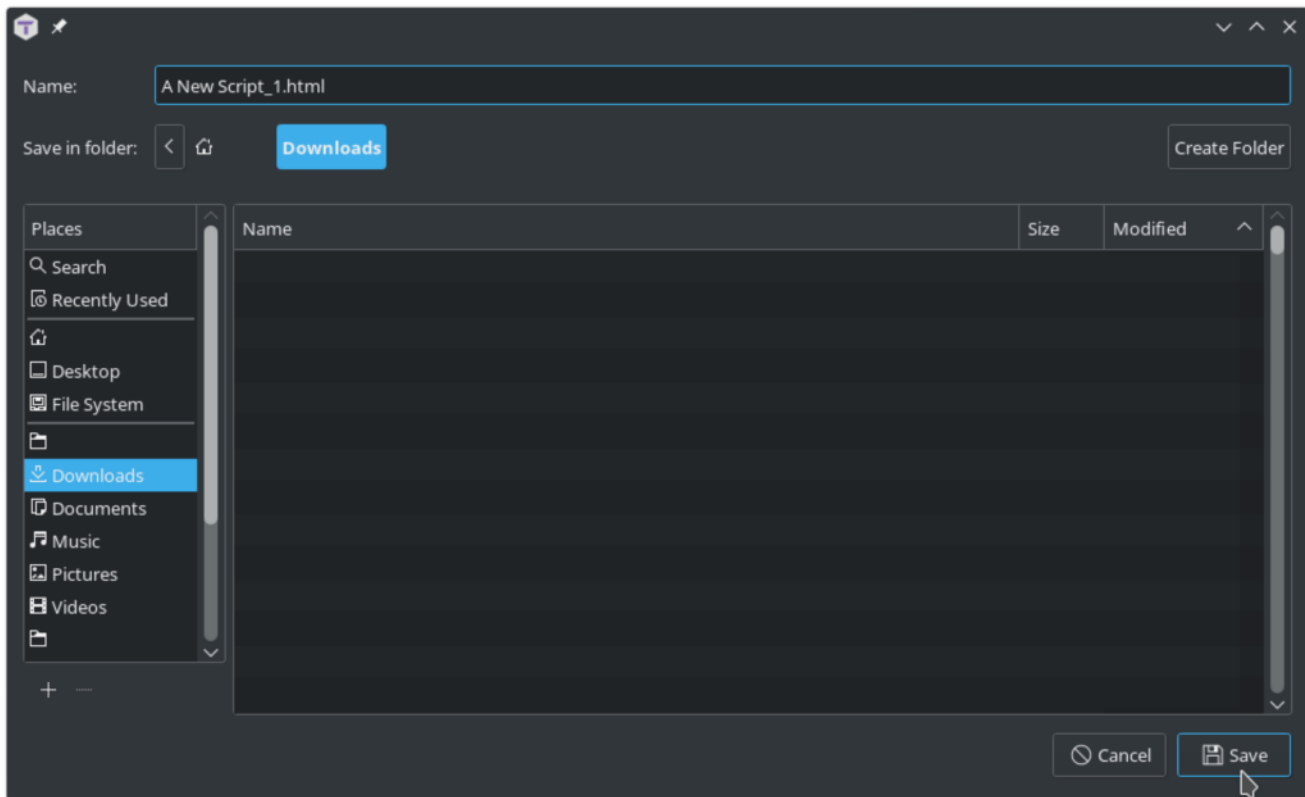 Name: A New Script_1.html
Save in folder: Downloads Create Folder
Places
Search
Recently Used
Desktop
File System
Downloads
Documents
Music
Pictures
Videos
Name Size Modified
Cancel Save